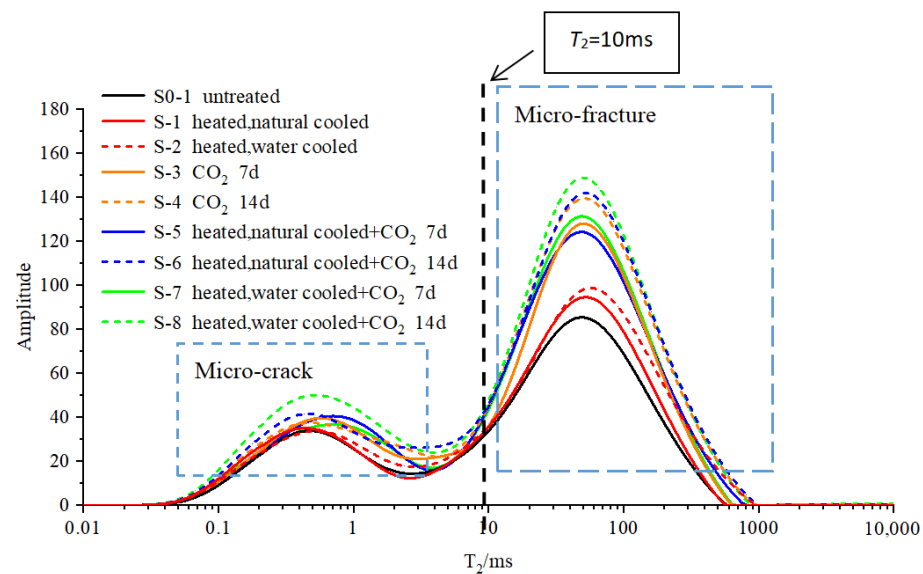 T₂=10ms
S0-1 untreated
S-1 heated,natural cooled
S-2 heated,water cooled
S-3 CO₂ 7d
S-4 CO₂ 14d
S-5 heated,natural cooled+CO₂ 7d
S-6 heated,natural cooled+CO₂ 14d
S-7 heated,water cooled+CO₂ 7d
S-8 heated,water cooled+CO₂ 14d
Micro-fracture
Micro-crack
Amplitude
180
160
140
120
100
80
60
40
20
0
0.01 0.1 1 10 100 1000 10,000
T₂/ms